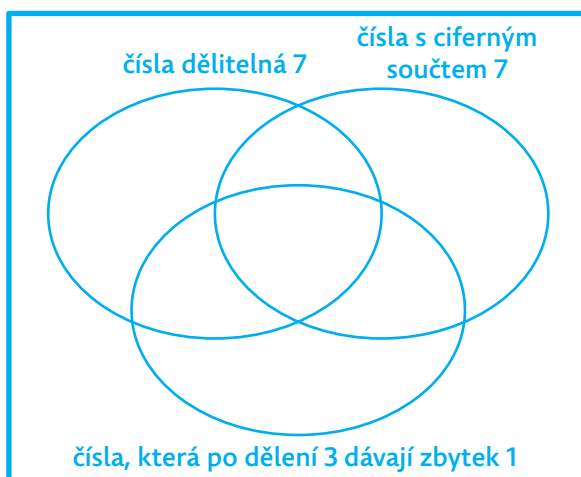 čísla dělitelná 7
čísla s ciferným
součtem 7
čísla, která po dělení 3 dávají zbytek 1